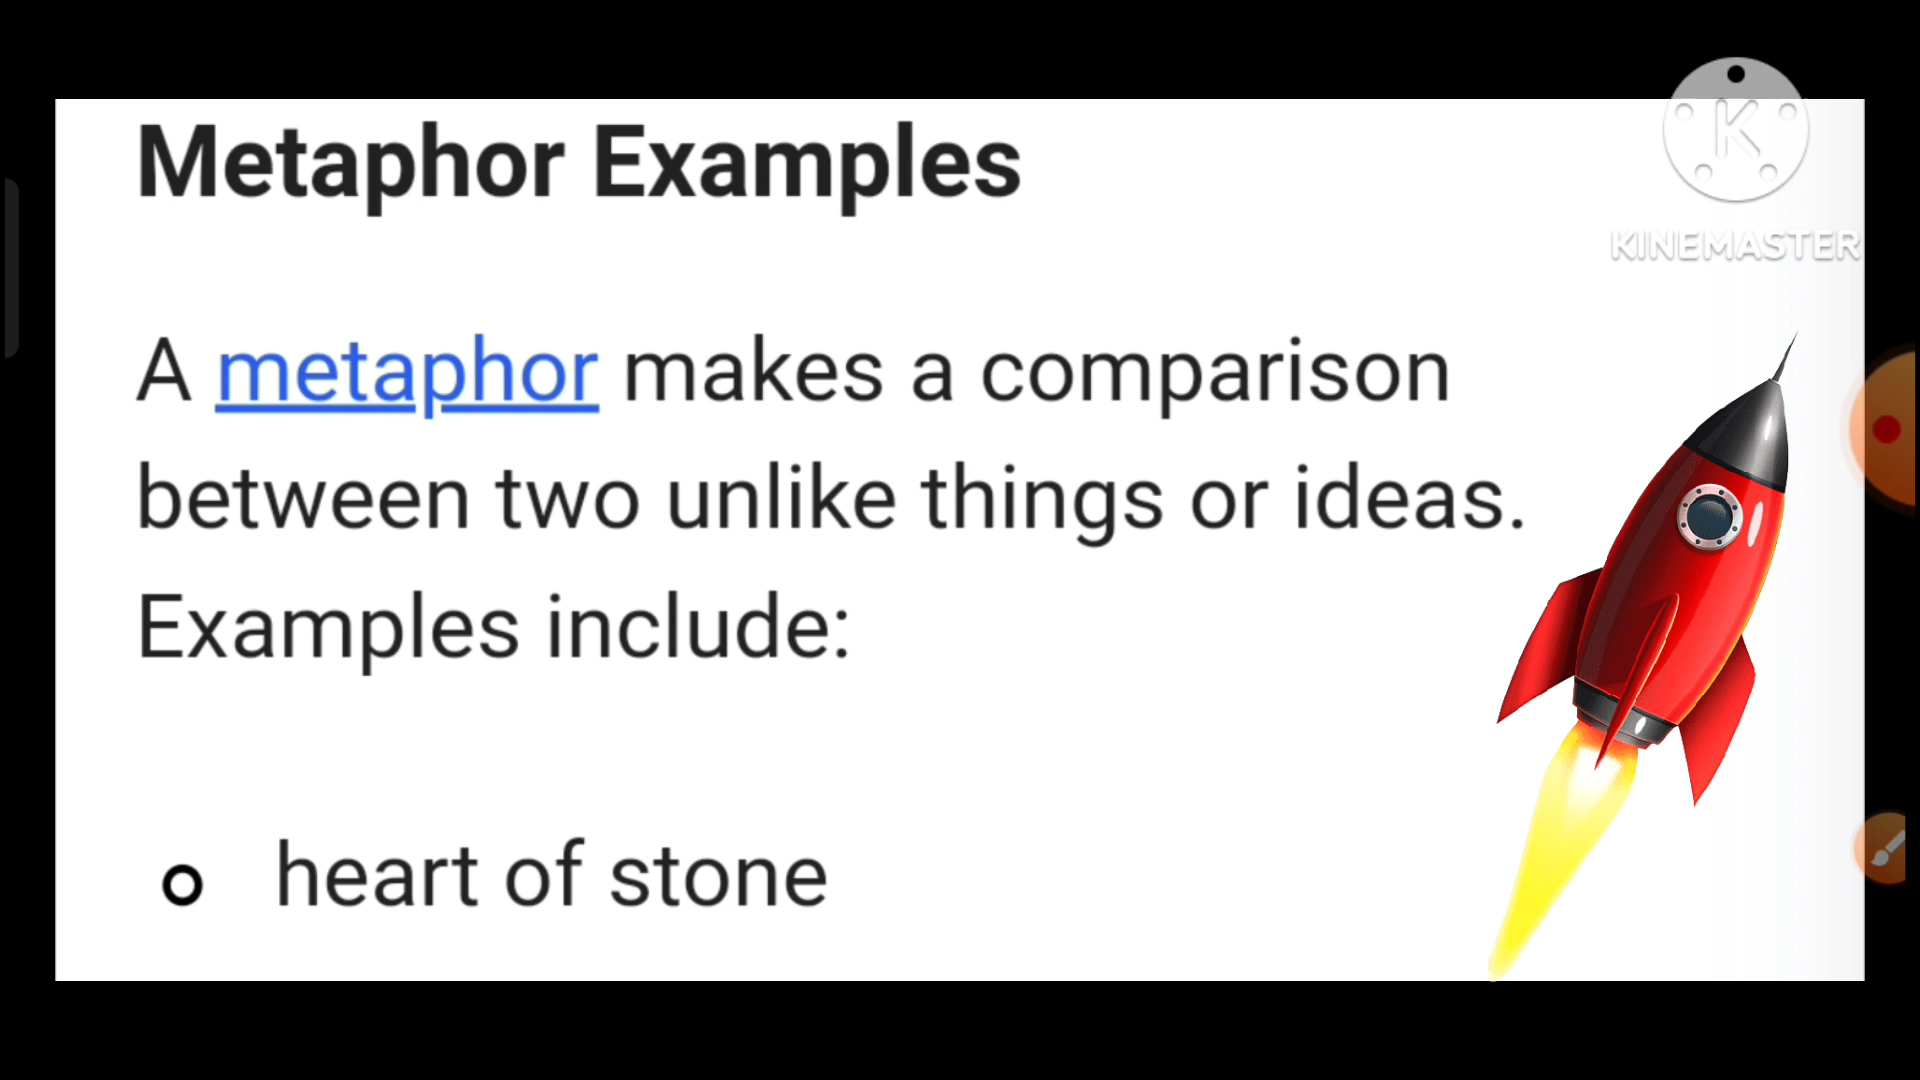 Metaphor Examples
K
KINEMASTER
A metaphor makes a comparison
between two unlike things or ideas.
Examples include:
heart of stone